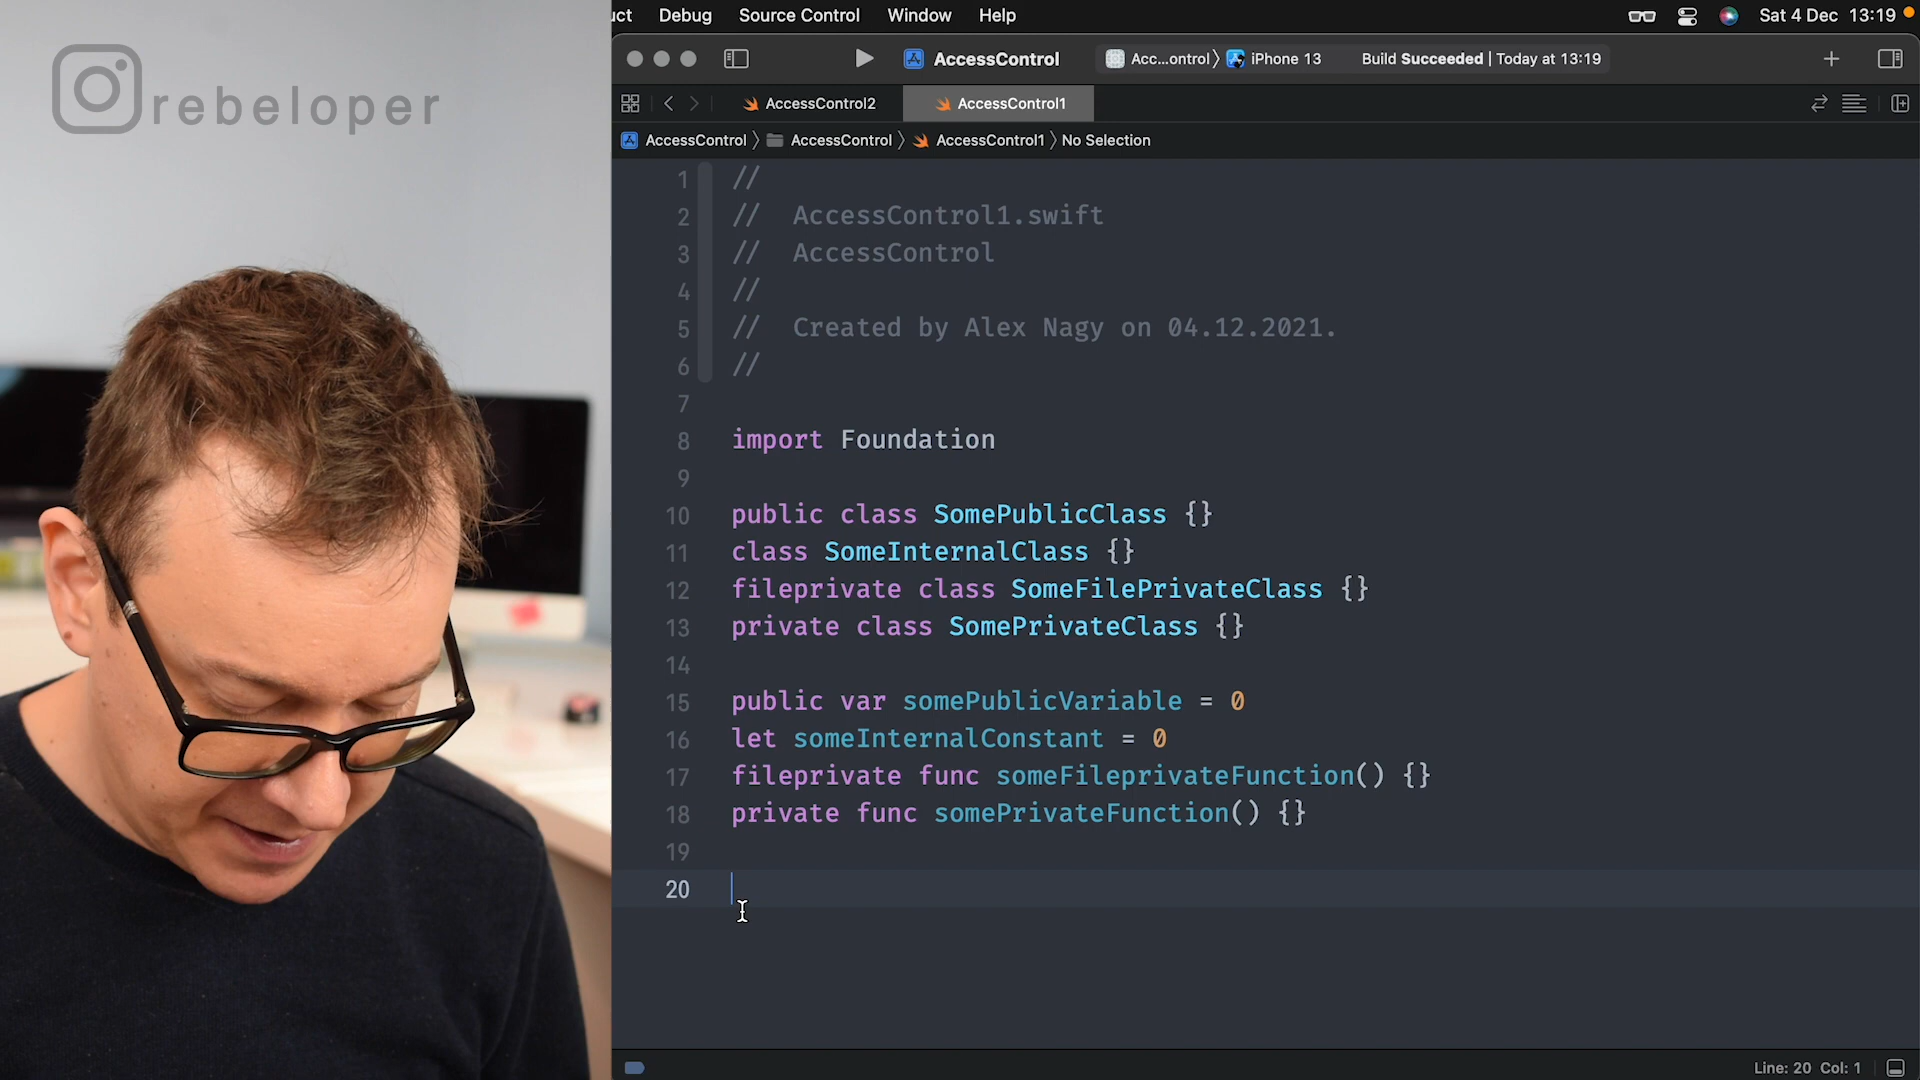 rebeloper
uct Debug Source Control Window Help Sat 4 Dec 13:19
AccessControl Acc...ontrol 〉 iPhone 13 Build Succeeded | Today at 13:19
AccessControl2 AccessControl1
AccessControl 〉 AccessControl 〉 AccessControl1 〉 No Selection
1 //
2 // AccessControl1.swift
3 // AccessControl
4 //
5 // Created by Alex Nagy on 04.12.2021.
6 //
7
8 import Foundation
9
10 public class SomePublicClass {}
11 class SomeInternalClass {}
12 fileprivate class SomeFilePrivateClass {}
13 private class SomePrivateClass {}
14
15 public var somePublicVariable = 0
16 let someInternalConstant = 0
17 fileprivate func someFileprivateFunction() {}
18 private func somePrivateFunction() {}
19
20
Line: 20 Col: 1